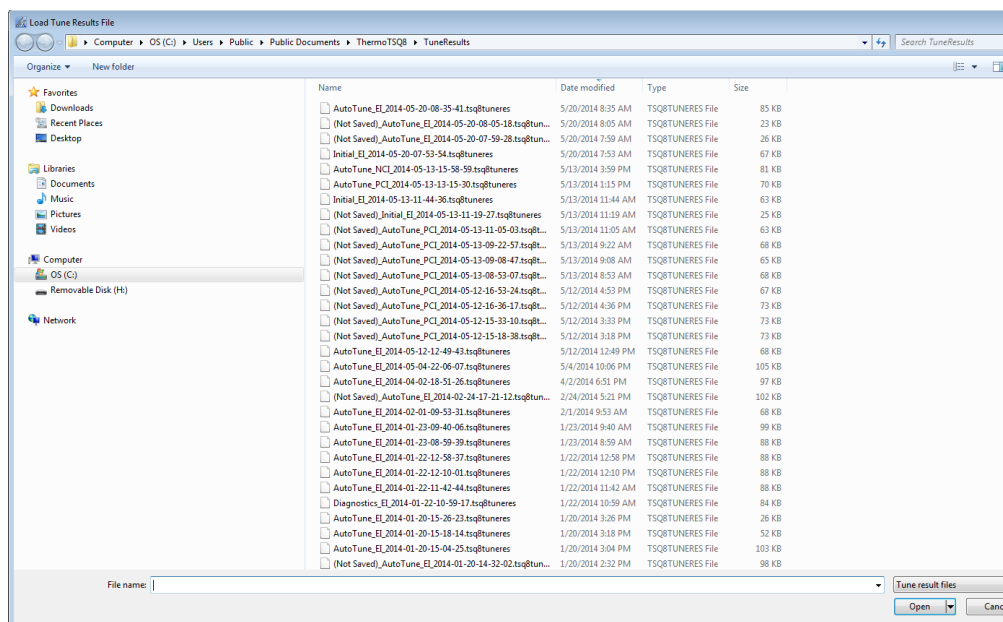 Load Tune Results File
Computer OS (C:) Users Public Public Documents ThermoTSQ8 TuneResults Search TuneResults
Organize New folder
Name Date modified Type Size
Favorites
Downloads
Recent Places
Desktop
Libraries
Documents
Music
Pictures
Videos
Computer
OS (C:)
Removable Disk (H:)
Network
AutoTune_EI_2014-05-20-08-35-41.tsq8tuneres 5/20/2014 8:35 AM TSQ8TUNERES File 85 KB
(Not Saved)_AutoTune_EI_2014-05-20-08-05-18.tsq8tun... 5/20/2014 8:05 AM TSQ8TUNERES File 23 KB
(Not Saved)_AutoTune_EI_2014-05-20-07-59-28.tsq8tun... 5/20/2014 7:59 AM TSQ8TUNERES File 26 KB
Initial_EI_2014-05-20-07-53-54.tsq8tuneres 5/20/2014 7:53 AM TSQ8TUNERES File 67 KB
AutoTune_NCI_2014-05-13-15-58-59.tsq8tuneres 5/13/2014 3:59 PM TSQ8TUNERES File 81 KB
AutoTune_PCI_2014-05-13-13-15-30.tsq8tuneres 5/13/2014 1:15 PM TSQ8TUNERES File 70 KB
Initial_EI_2014-05-13-11-44-36.tsq8tuneres 5/13/2014 11:44 AM TSQ8TUNERES File 63 KB
(Not Saved)_Initial_EI_2014-05-13-11-19-27.tsq8tuneres 5/13/2014 11:19 AM TSQ8TUNERES File 25 KB
(Not Saved)_AutoTune_PCI_2014-05-13-11-05-03.tsq8t... 5/13/2014 11:05 AM TSQ8TUNERES File 63 KB
(Not Saved)_AutoTune_PCI_2014-05-13-09-22-57.tsq8t... 5/13/2014 9:22 AM TSQ8TUNERES File 68 KB
(Not Saved)_AutoTune_PCI_2014-05-13-09-08-47.tsq8t... 5/13/2014 9:08 AM TSQ8TUNERES File 65 KB
(Not Saved)_AutoTune_PCI_2014-05-13-08-53-07.tsq8t... 5/13/2014 8:53 AM TSQ8TUNERES File 68 KB
(Not Saved)_AutoTune_PCI_2014-05-12-16-53-24.tsq8t... 5/12/2014 4:53 PM TSQ8TUNERES File 67 KB
(Not Saved)_AutoTune_PCI_2014-05-12-16-36-17.tsq8t... 5/12/2014 4:36 PM TSQ8TUNERES File 73 KB
(Not Saved)_AutoTune_PCI_2014-05-12-15-33-10.tsq8t... 5/12/2014 3:33 PM TSQ8TUNERES File 73 KB
(Not Saved)_AutoTune_PCI_2014-05-12-15-18-38.tsq8t... 5/12/2014 3:18 PM TSQ8TUNERES File 73 KB
AutoTune_EI_2014-05-12-12-49-43.tsq8tuneres 5/12/2014 12:49 PM TSQ8TUNERES File 68 KB
AutoTune_EI_2014-05-04-22-06-07.tsq8tuneres 5/4/2014 10:06 PM TSQ8TUNERES File 105 KB
AutoTune_EI_2014-04-02-18-51-26.tsq8tuneres 4/2/2014 6:51 PM TSQ8TUNERES File 97 KB
(Not Saved)_AutoTune_EI_2014-02-24-17-21-12.tsq8tun... 2/24/2014 5:21 PM TSQ8TUNERES File 102 KB
AutoTune_EI_2014-02-01-09-53-31.tsq8tuneres 2/1/2014 9:53 AM TSQ8TUNERES File 68 KB
AutoTune_EI_2014-01-23-09-40-06.tsq8tuneres 1/23/2014 9:40 AM TSQ8TUNERES File 99 KB
AutoTune_EI_2014-01-23-08-59-39.tsq8tuneres 1/23/2014 8:59 AM TSQ8TUNERES File 88 KB
AutoTune_EI_2014-01-22-12-58-37.tsq8tuneres 1/22/2014 12:58 PM TSQ8TUNERES File 88 KB
AutoTune_EI_2014-01-22-12-10-01.tsq8tuneres 1/22/2014 12:10 PM TSQ8TUNERES File 88 KB
AutoTune_EI_2014-01-22-11-42-44.tsq8tuneres 1/22/2014 11:42 AM TSQ8TUNERES File 88 KB
Diagnostics_EI_2014-01-22-10-59-17.tsq8tuneres 1/22/2014 10:59 AM TSQ8TUNERES File 84 KB
AutoTune_EI_2014-01-20-15-26-23.tsq8tuneres 1/20/2014 3:26 PM TSQ8TUNERES File 26 KB
AutoTune_EI_2014-01-20-15-18-14.tsq8tuneres 1/20/2014 3:18 PM TSQ8TUNERES File 52 KB
AutoTune_EI_2014-01-20-15-04-25.tsq8tuneres 1/20/2014 3:04 PM TSQ8TUNERES File 103 KB
(Not Saved)_AutoTune_EI_2014-01-20-14-32-02.tsq8tun... 1/20/2014 2:32 PM TSQ8TUNERES File 98 KB
File name: Tune result files
Open Canc